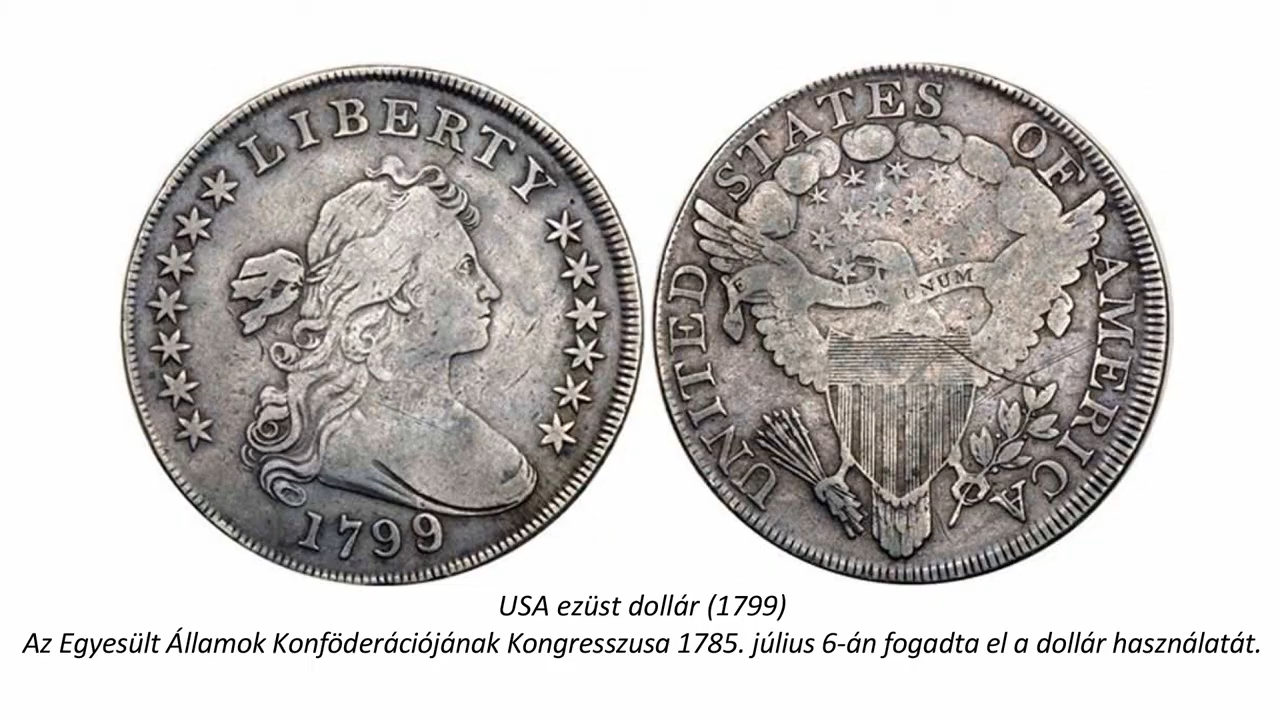 LIBERTY
1799
UNITED STATES OF AMERICA
E UNUM
USA ezüst dollár (1799)
Az Egyesült Államok Konföderációjának Kongresszusa 1785. július 6-án fogadta el a dollár használatát.